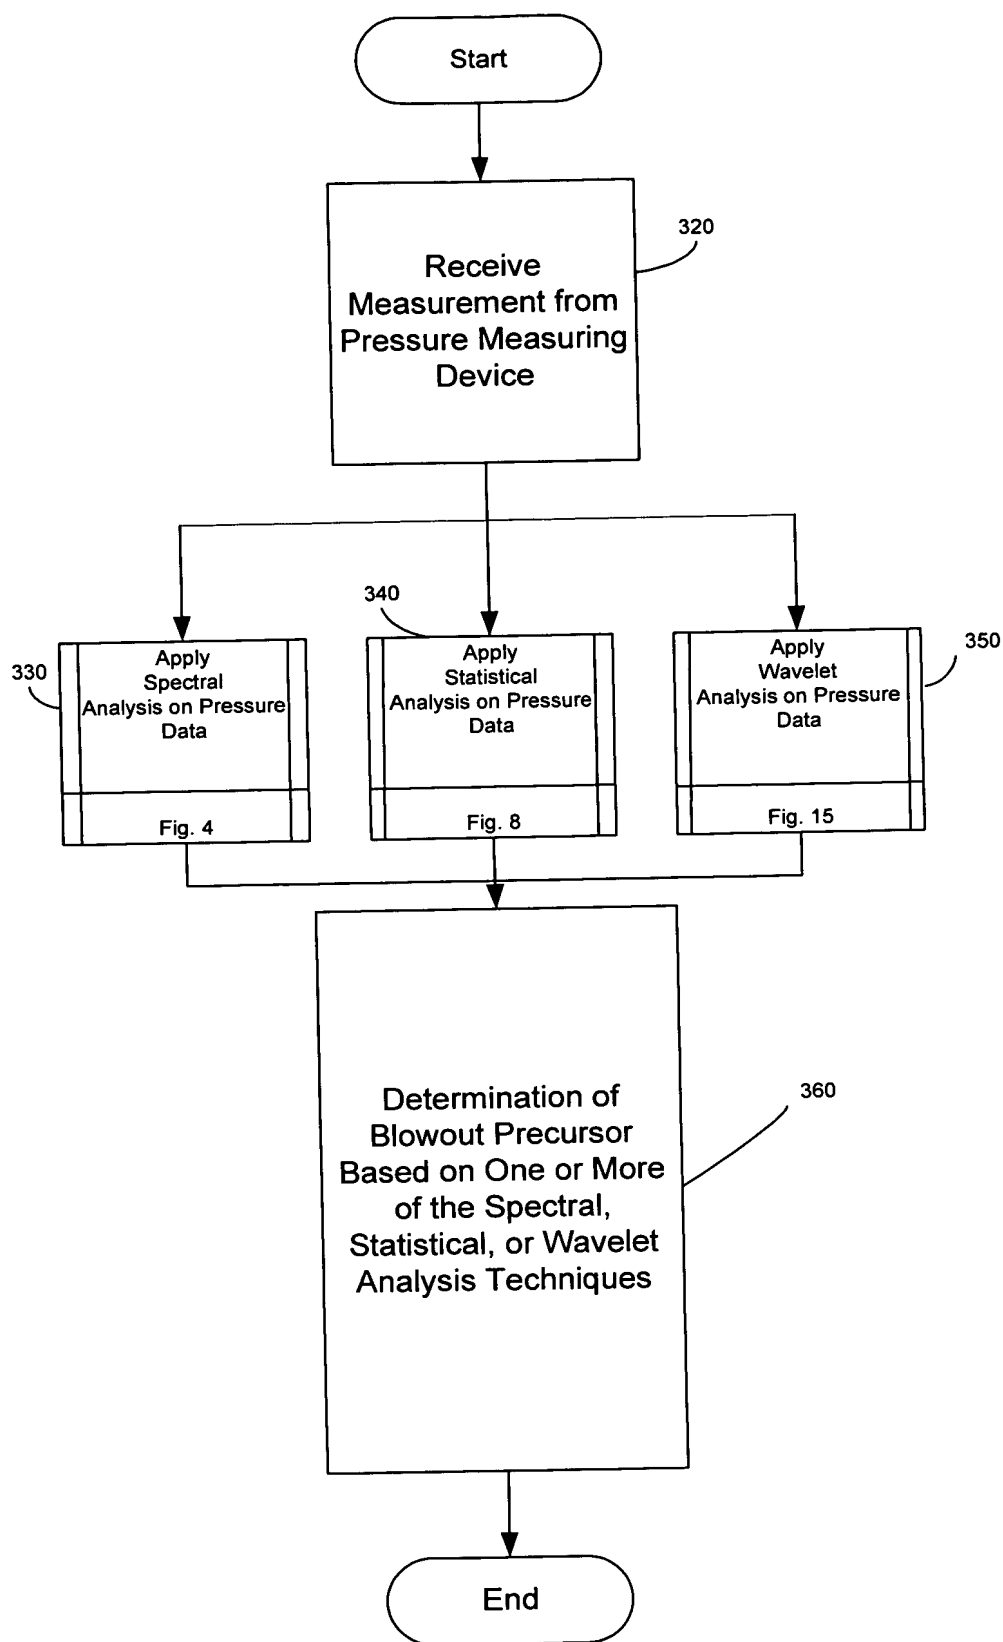 Start
320
Receive
Measurement from
Pressure Measuring
Device
340
330
Apply
Spectral
Analysis on Pressure
Data
Fig. 4
Apply
Statistical
Analysis on Pressure
Data
Fig. 8
350
Apply
Wavelet
Analysis on Pressure
Data
Fig. 15
360
Determination of
Blowout Precursor
Based on One or More
of the Spectral,
Statistical, or Wavelet
Analysis Techniques
End